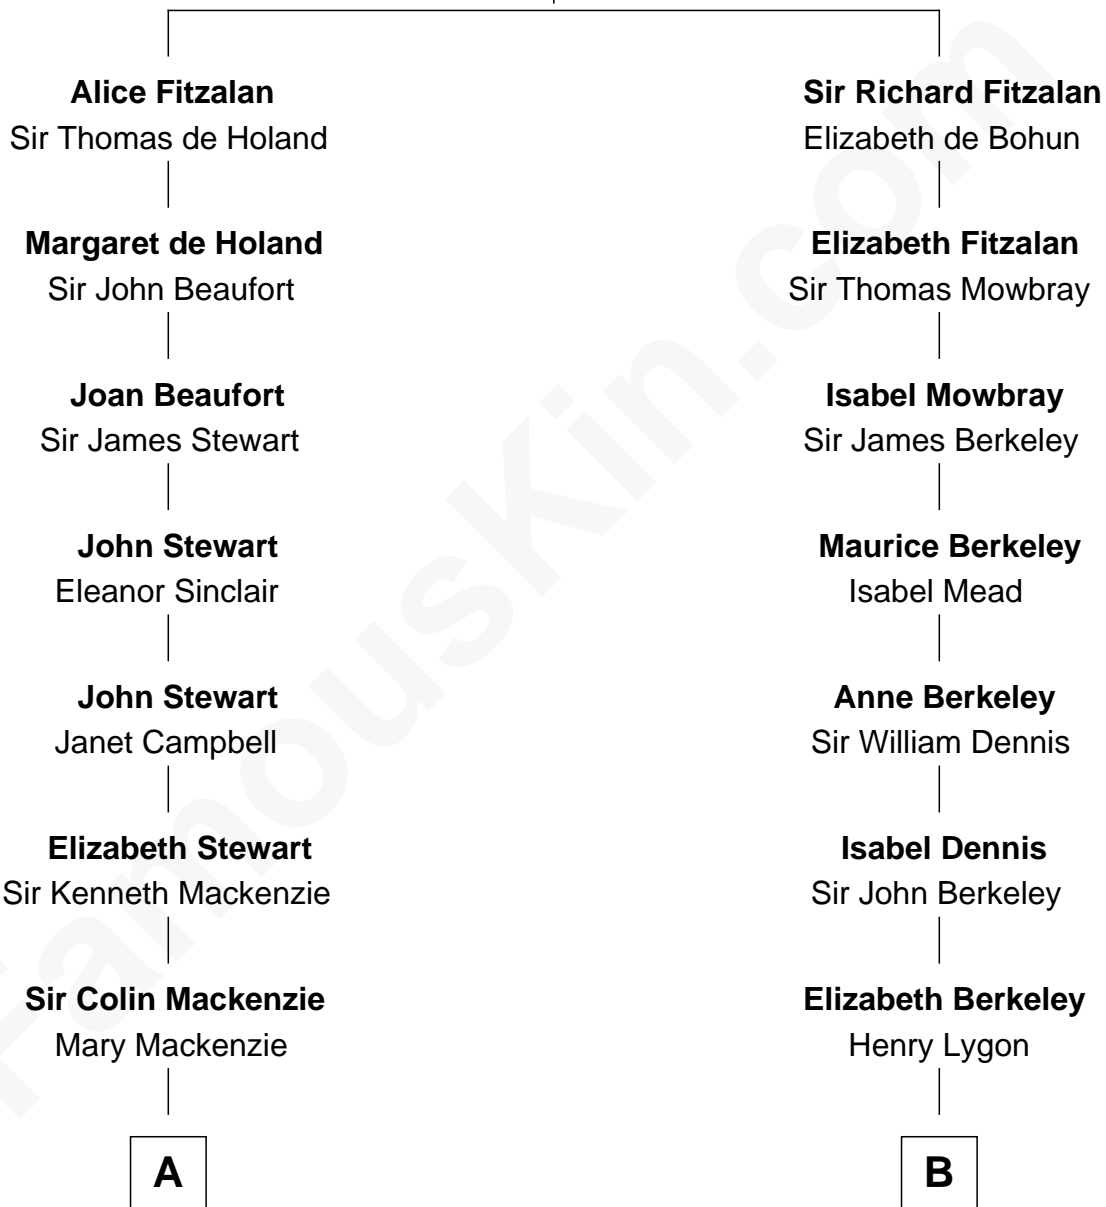 Alice Fitzalan
Sir Thomas de Holand
Margaret de Holand
Sir John Beaufort
Joan Beaufort
Sir James Stewart
John Stewart
Eleanor Sinclair
John Stewart
Janet Campbell
Elizabeth Stewart
Sir Kenneth Mackenzie
Sir Colin Mackenzie
Mary Mackenzie
A
Sir Richard Fitzalan
Elizabeth de Bohun
Elizabeth Fitzalan
Sir Thomas Mowbray
Isabel Mowbray
Sir James Berkeley
Maurice Berkeley
Isabel Mead
Anne Berkeley
Sir William Dennis
Isabel Dennis
Sir John Berkeley
Elizabeth Berkeley
Henry Lygon
B
FamousKin.com